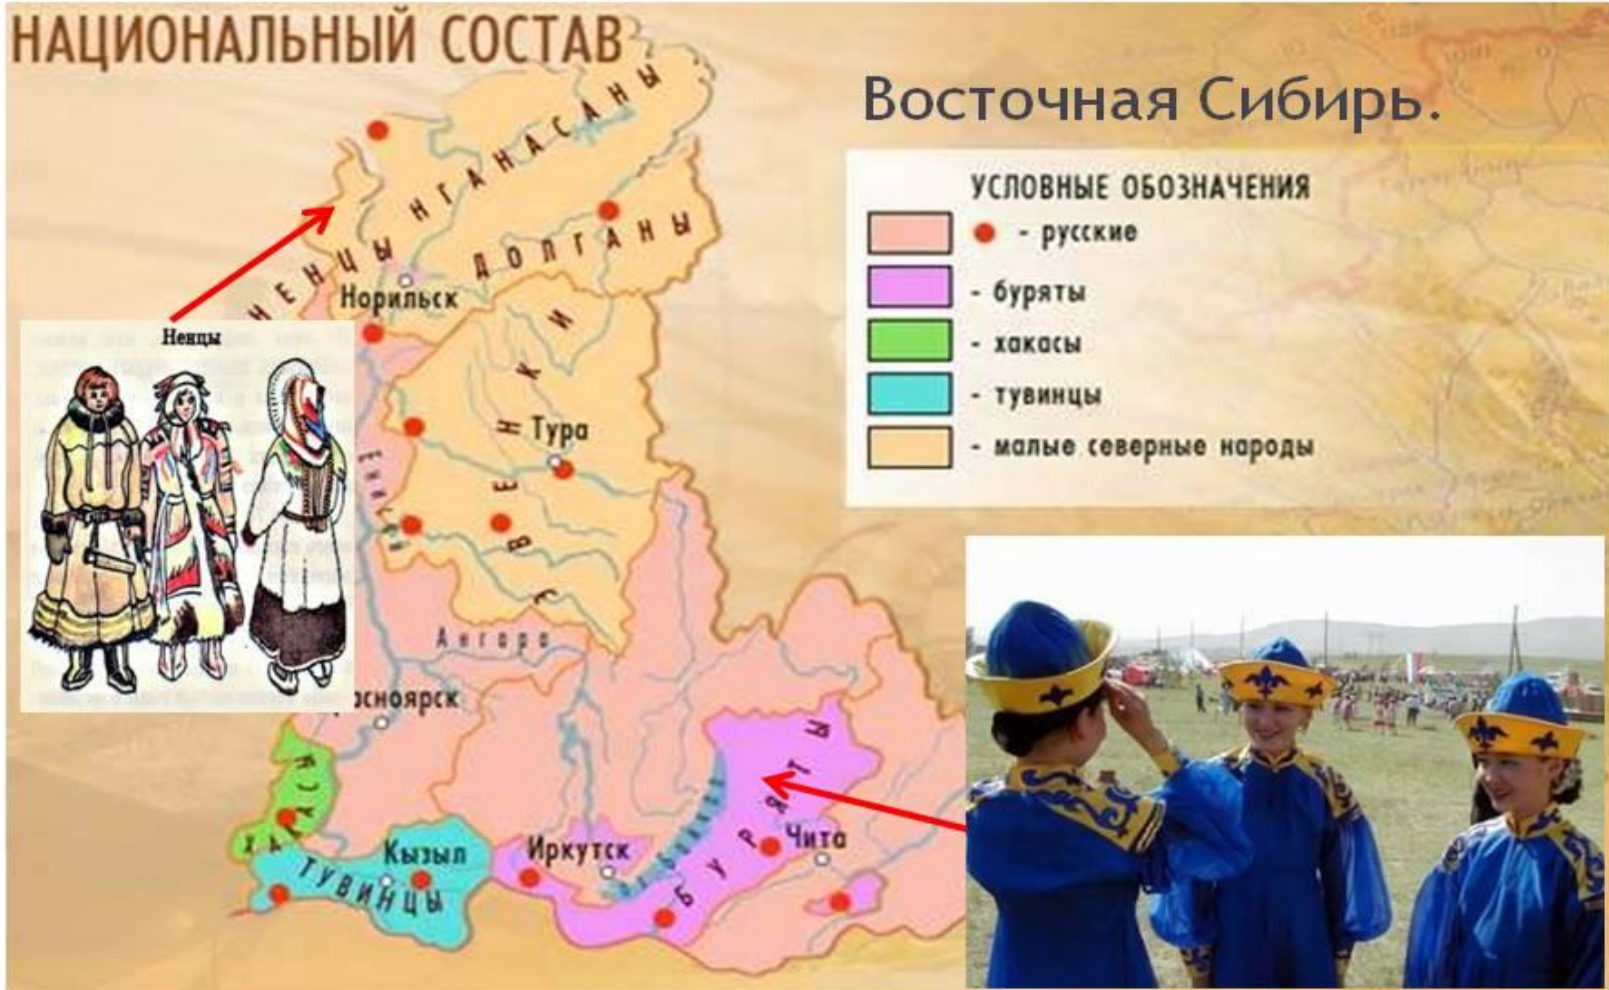 НАЦИОНАЛЬНЫЙ СОСТАВ
Восточная Сибирь.
УСЛОВНЫЕ ОБОЗНАЧЕНИЯ
- русские
- буряты
- хакасы
- тувинцы
- малые северные народы
НГАНАСАНЫ
НЕНЦЫ
ДОЛГАНЫ
Норильск
Ненцы
ЭВЕНКИ
Тура
Ангара
расноярск
ХАКАСЫ
Кызыл
ТУВИНЦЫ
Иркутск
БУРЯТЫ
Чита